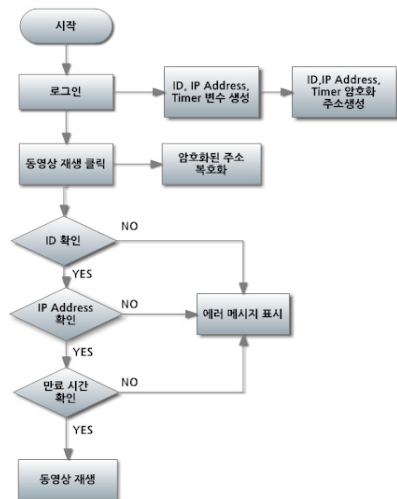 시작
로그인
ID, IP Address,
Timer 변수 생성
ID,IP Address,
Timer 암호화
주소생성
동영상 재생 클릭
암호화된 주소
복호화
ID 확인
NO
YES
IP Address
확인
NO
에러 메시지 표시
YES
만료 시간
확인
NO
YES
동영상 재생